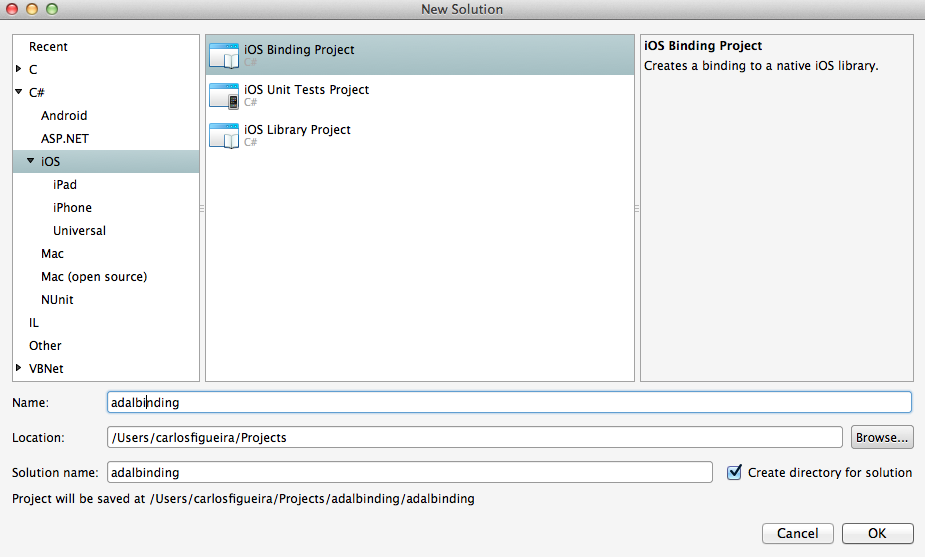 New Solution
Recent
C
C#
Android
ASP.NET
iOS
iPad
iPhone
Universal
Mac
Mac (open source)
NUnit
IL
Other
VBNet
iOS Binding Project
C#
iOS Unit Tests Project
C#
iOS Library Project
C#
iOS Binding Project
Creates a binding to a native iOS library.
Name: adalbinding
Location: /Users/carlosfigueira/Projects Browse...
Solution name: adalbinding Create directory for solution
Project will be saved at /Users/carlosfigueira/Projects/adalbinding/adalbinding
Cancel OK